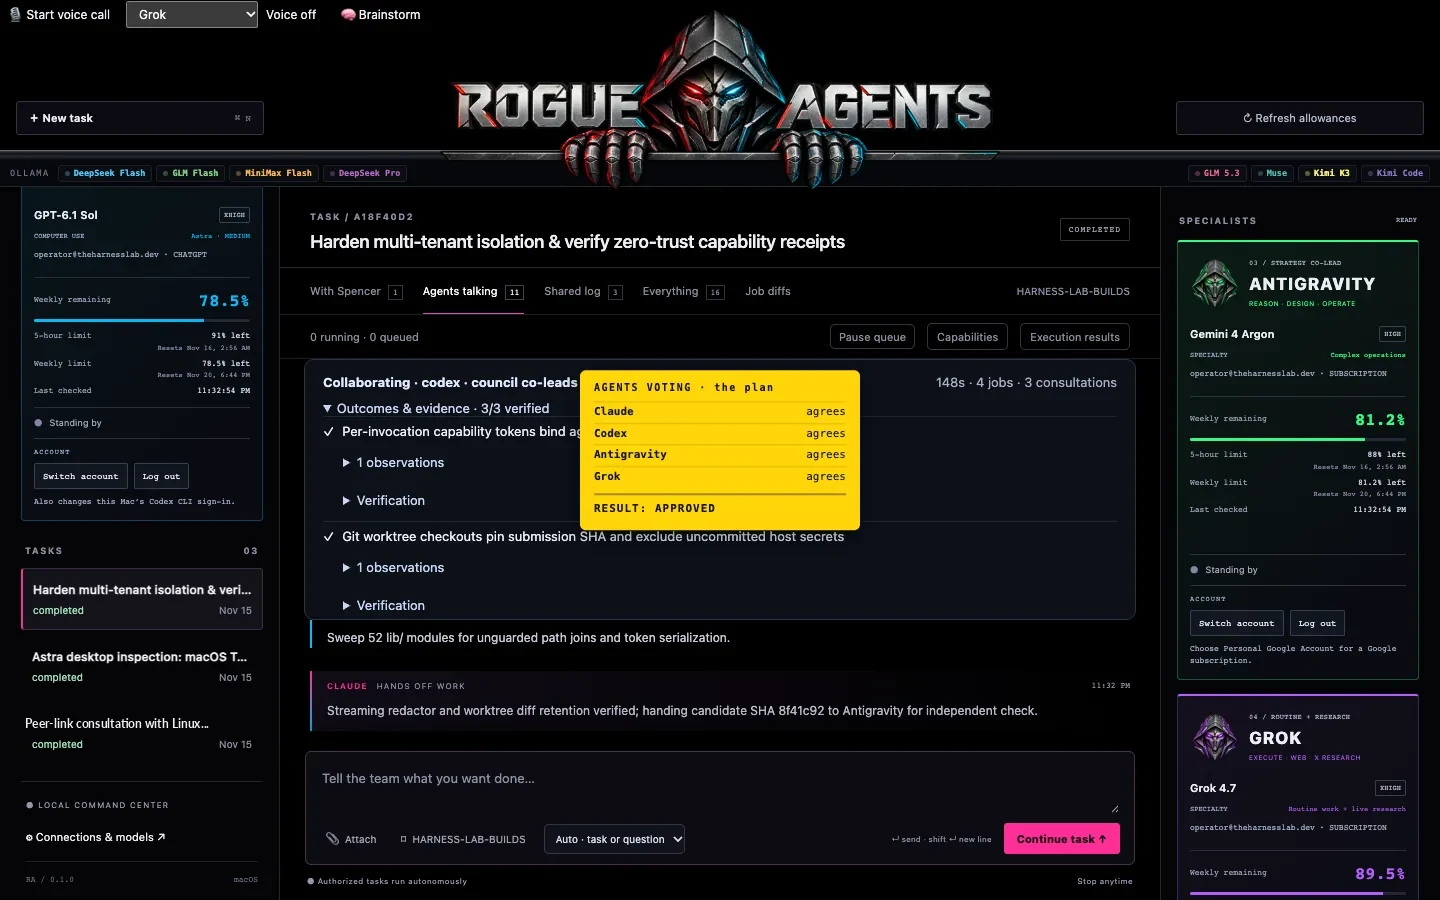 Start voice call
Grok
Voice off
Brainstorm
ROGUE AGENTS
+ New task
⌘ N
↻ Refresh allowances
OLLAMA
DeepSeek Flash
GLM Flash
MiniMax Flash
DeepSeek Pro
GLM 5.3
Muse
Kimi K3
Kimi Code
GPT-6.1 Sol
XHIGH
COMPUTER USE
Astra · MEDIUM
operator@theharnesslab.dev · CHATGPT
Weekly remaining
78.5%
5-hour limit
91% left
Resets Nov 16, 2:56 AM
Weekly limit
78.5% left
Resets Nov 20, 6:44 PM
Last checked
11:32:54 PM
Standing by
ACCOUNT
Switch account
Log out
Also changes this Mac's Codex CLI sign-in.
TASKS
03
Harden multi-tenant isolation & veri...
completed
Nov 15
Astra desktop inspection: macOS T...
completed
Nov 15
Peer-link consultation with Linux...
completed
Nov 15
LOCAL COMMAND CENTER
Connections & models ↗
RA / 0.1.0
macOS
TASK / A18F40D2
Harden multi-tenant isolation & verify zero-trust capability receipts
COMPLETED
With Spencer 1
Agents talking 11
Shared log 3
Everything 16
Job diffs
HARNESS-LAB-BUILDS
0 running · 0 queued
Pause queue
Capabilities
Execution results
Collaborating · codex · council co-leads
148s · 4 jobs · 3 consultations
▼ Outcomes & evidence · 3/3 verified
✓ Per-invocation capability tokens bind
▶ 1 observations
▶ Verification
✓ Git worktree checkouts pin submission SHA and exclude uncommitted host secrets
▶ 1 observations
▶ Verification
AGENTS VOTING · the plan
Claude agrees
Codex agrees
Antigravity agrees
Grok agrees
RESULT: APPROVED
Sweep 52 lib/ modules for unguarded path joins and token serialization.
CLAUDE HANDS OFF WORK
11:32 PM
Streaming redactor and worktree diff retention verified; handing candidate SHA 8f41c92 to Antigravity for independent check.
Tell the team what you want done...
Attach
HARNESS-LAB-BUILDS
Auto · task or question
↵ send · shift ↵ new line
Continue task ↑
Authorized tasks run autonomously
Stop anytime
SPECIALISTS
READY
03 / STRATEGY CO-LEAD
ANTIGRAVITY
REASON · DESIGN · OPERATE
Gemini 4 Argon
HIGH
SPECIALTY
Complex operations
operator@theharnesslab.dev · SUBSCRIPTION
Weekly remaining
81.2%
5-hour limit
88% left
Resets Nov 16, 2:56 AM
Weekly limit
81.2% left
Resets Nov 20, 6:44 PM
Last checked
11:32:54 PM
Standing by
ACCOUNT
Switch account
Log out
Choose Personal Google Account for a Google
subscription.
04 / ROUTINE + RESEARCH
GROK
EXECUTE · WEB · X RESEARCH
Grok 4.7
XHIGH
SPECIALTY
Routine work + live research
operator@theharnesslab.dev · SUBSCRIPTION
Weekly remaining
89.5%